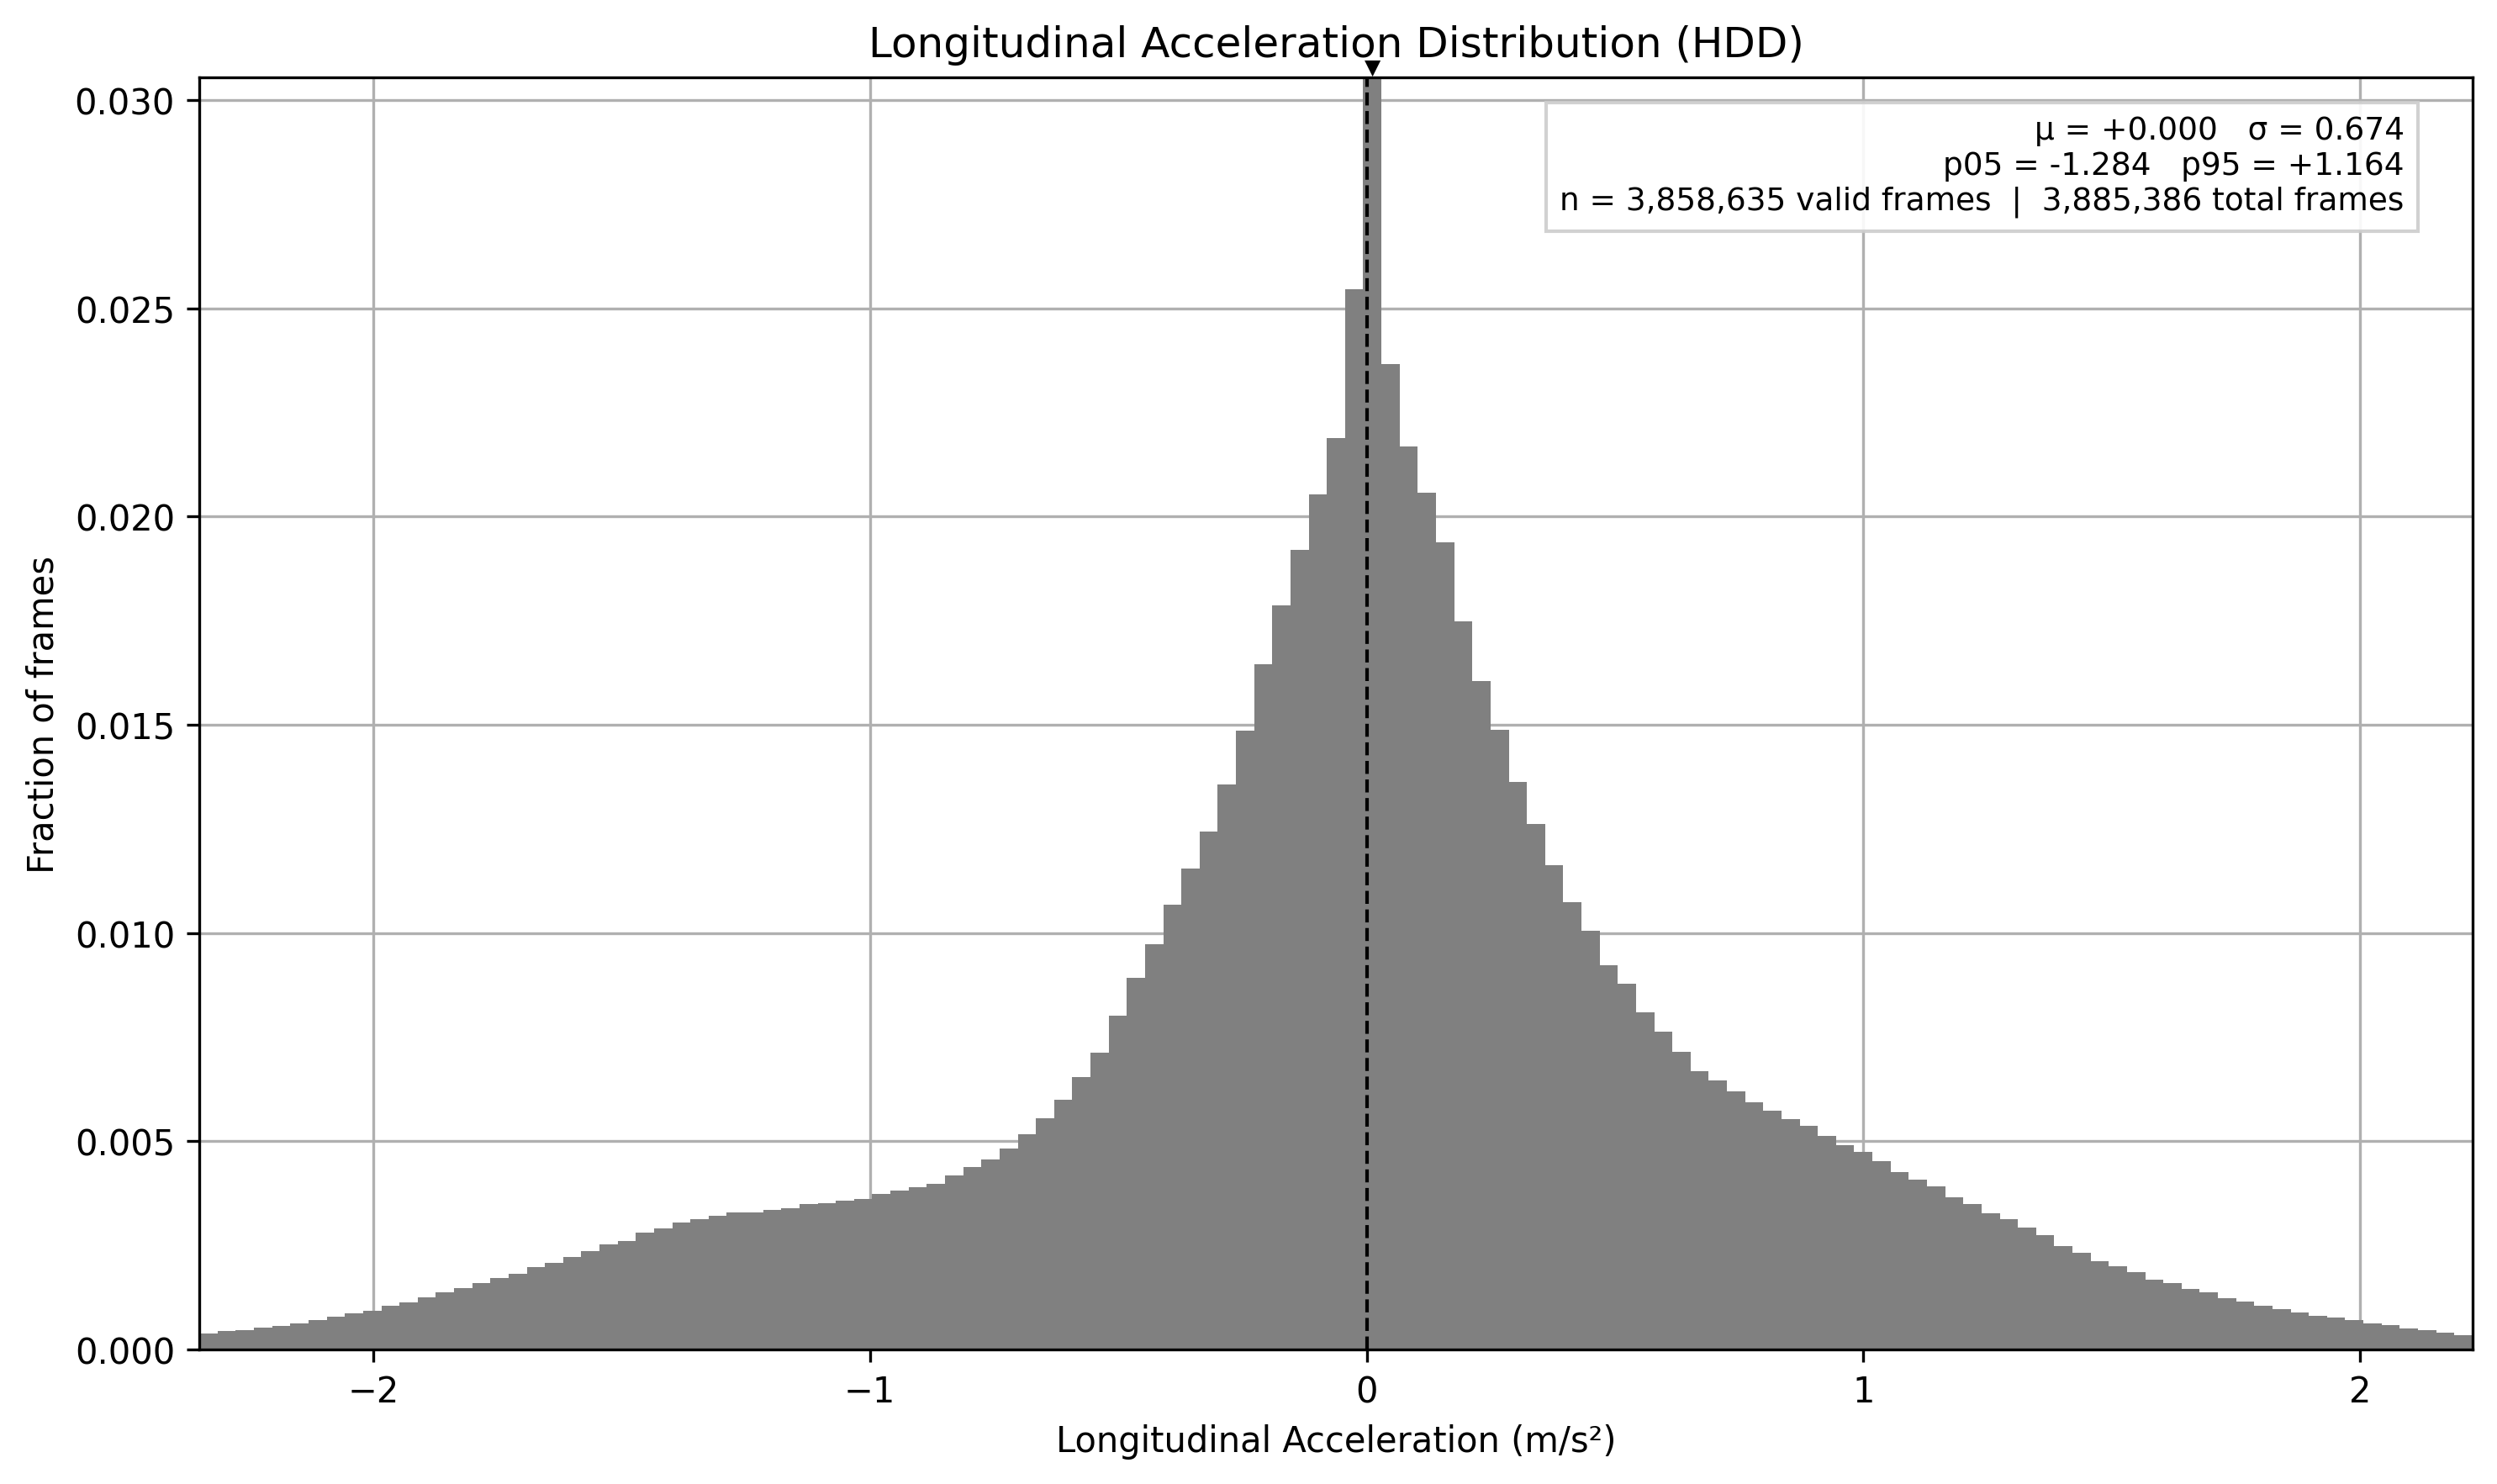 Longitudinal Acceleration Distribution (HDD)
μ = +0.000   σ = 0.674
p05 = -1.284   p95 = +1.164
n = 3,858,635 valid frames  |  3,885,386 total frames
Fraction of frames
0.030
0.025
0.020
0.015
0.010
0.005
0.000
−2
−1
0
1
2
Longitudinal Acceleration (m/s²)